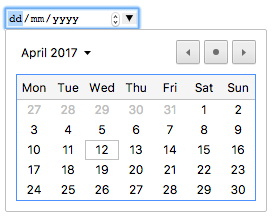 dd/mm/yyyy
April 2017
Mon Tue Wed Thu Fri Sat Sun
27 28 29 30 31 1 2
3 4 5 6 7 8 9
10 11 12 13 14 15 16
17 18 19 20 21 22 23
24 25 26 27 28 29 30